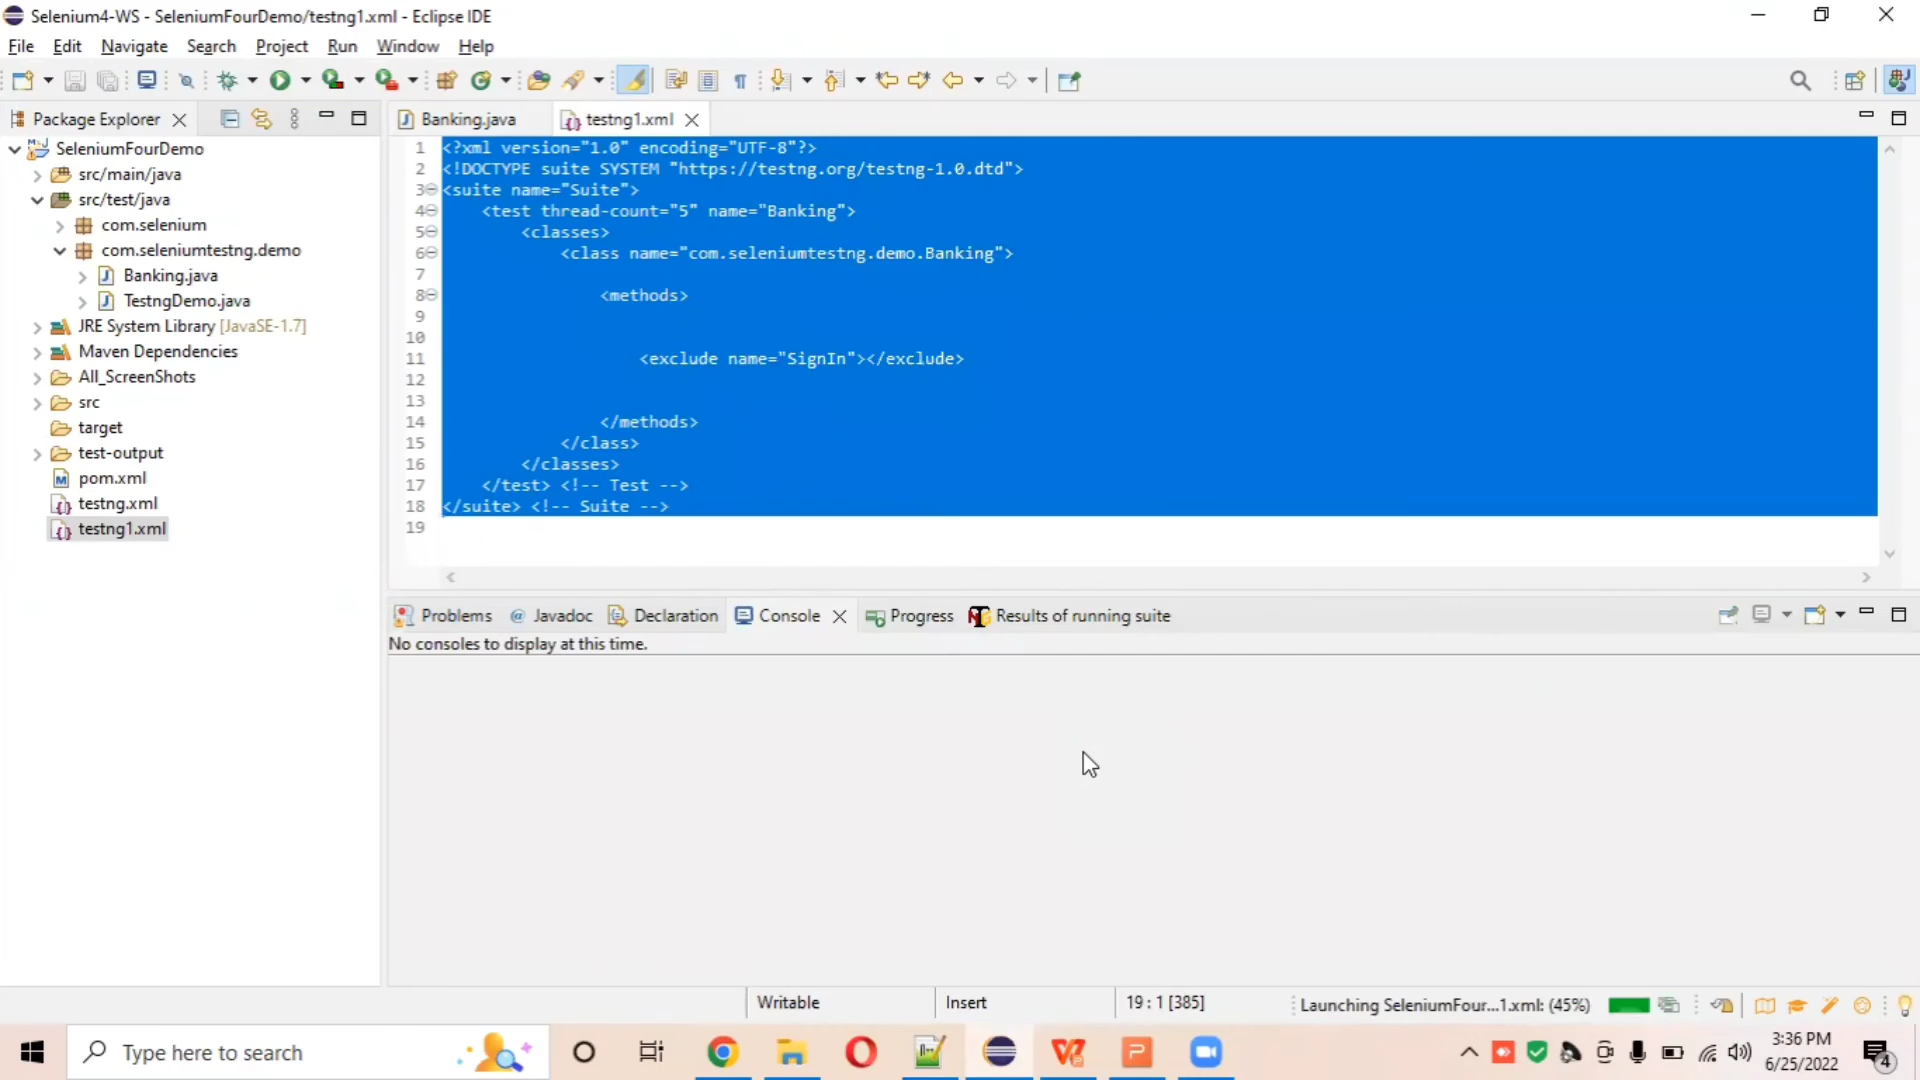 Selenium4-WS - SeleniumFourDemo/testng1.xml - Eclipse IDE
File Edit Navigate Search Project Run Window Help
Package Explorer
Banking.java
testng1.xml
SeleniumFourDemo
src/main/java
src/test/java
com.selenium
com.seleniumtestng.demo
Banking.java
TestngDemo.java
JRE System Library [JavaSE-1.7]
Maven Dependencies
All_ScreenShots
src
target
test-output
pom.xml
testng.xml
testng1.xml
1 <?xml version="1.0" encoding="UTF-8"?>
2 <!DOCTYPE suite SYSTEM "https://testng.org/testng-1.0.dtd">
3 <suite name="Suite">
4 <test thread-count="5" name="Banking">
5 <classes>
6 <class name="com.seleniumtestng.demo.Banking">
7
8 <methods>
9
10
11 <exclude name="SignIn"></exclude>
12
13
14 </methods>
15 </class>
16 </classes>
17 </test> <!-- Test -->
18 </suite> <!-- Suite -->
19
Problems Javadoc Declaration Console Progress Results of running suite
No consoles to display at this time.
Writable Insert 19 : 1 [385] Launching SeleniumFour...1.xml: (45%)
Type here to search
3:36 PM
6/25/2022
4